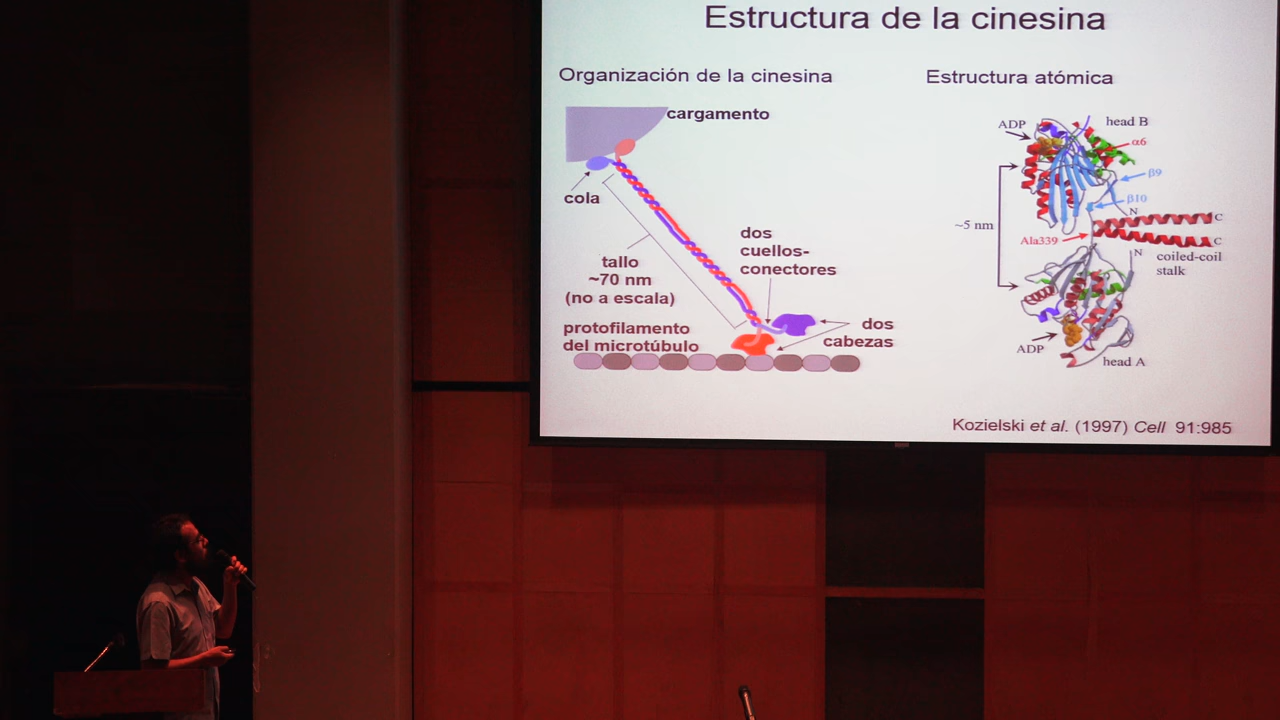 Estructura de la cinesina
Organización de la cinesina
cargamento
cola
tallo
~70 nm
(no a escala)
dos
cuellos-
conectores
protofilamento
del microtúbulo
dos
cabezas
Estructura atómica
ADP
head B
α6
β9
β10
N
C
~5 nm
Ala339
C
N
coiled-coil
stalk
ADP
head A
Kozielski et al. (1997) Cell 91:985